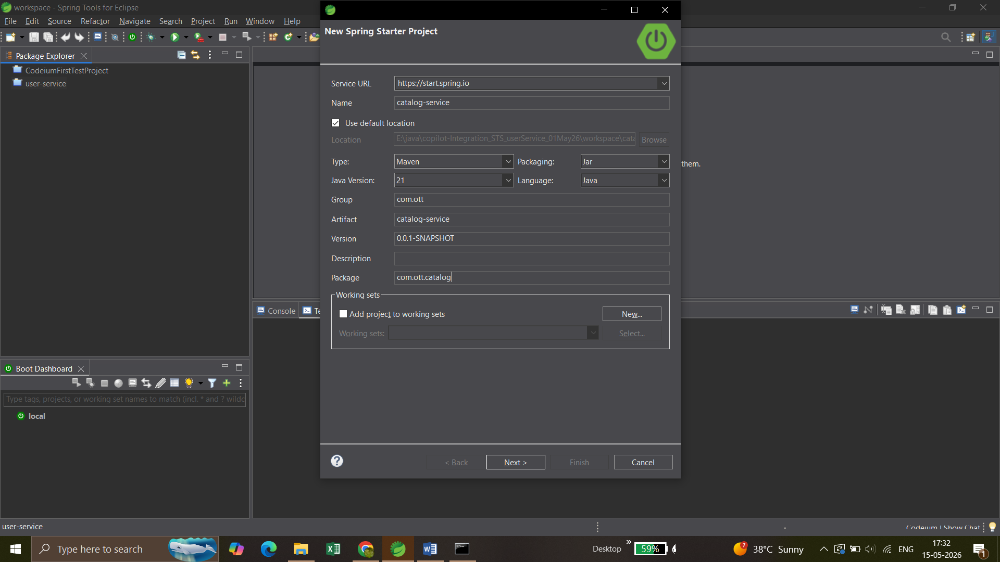 workspace - Spring Tools for Eclipse
File Edit Source Refactor Navigate Search Project Run Window Help
Package Explorer
CodeiumFirstTestProject
user-service
New Spring Starter Project
Service URL https://start.spring.io
Name catalog-service
Use default location
Location E:\java\copilot-Integration_STS_userService_01May26\workspace\cata Browse
Type: Maven Packaging: Jar
them.
Java Version: 21 Language: Java
Group com.ott
Artifact catalog-service
Version 0.0.1-SNAPSHOT
Description
Package com.ott.catalog
Working sets
Add project to working sets New...
Working sets: Select...
< Back Next > Finish Cancel
Console Te
Boot Dashboard
Type tags, projects, or working set names to match (incl. * and ? wildc
local
user-service
Codeium | Show Chat
Type here to search
Desktop
»
59%
7
38°C Sunny
ENG
17:32
15-05-2026
1